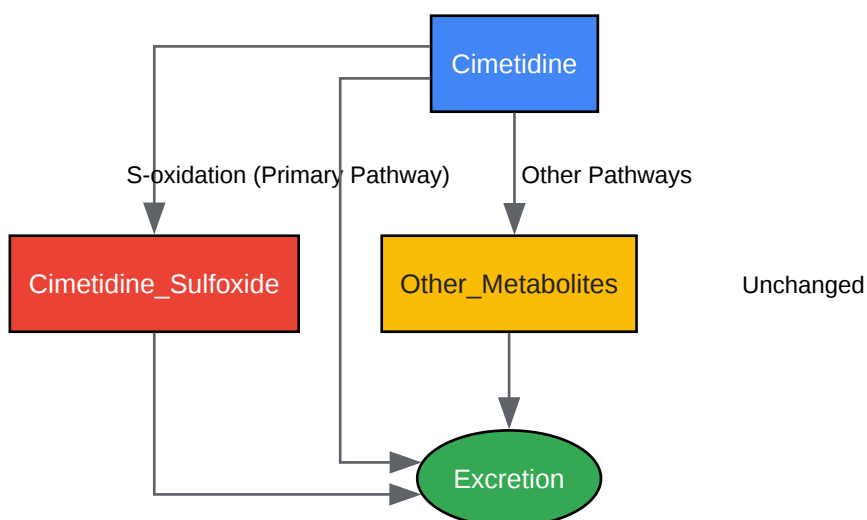 Cimetidine
S-oxidation (Primary Pathway)
Other Pathways
Cimetidine_Sulfoxide
Other_Metabolites
Unchanged
Excretion